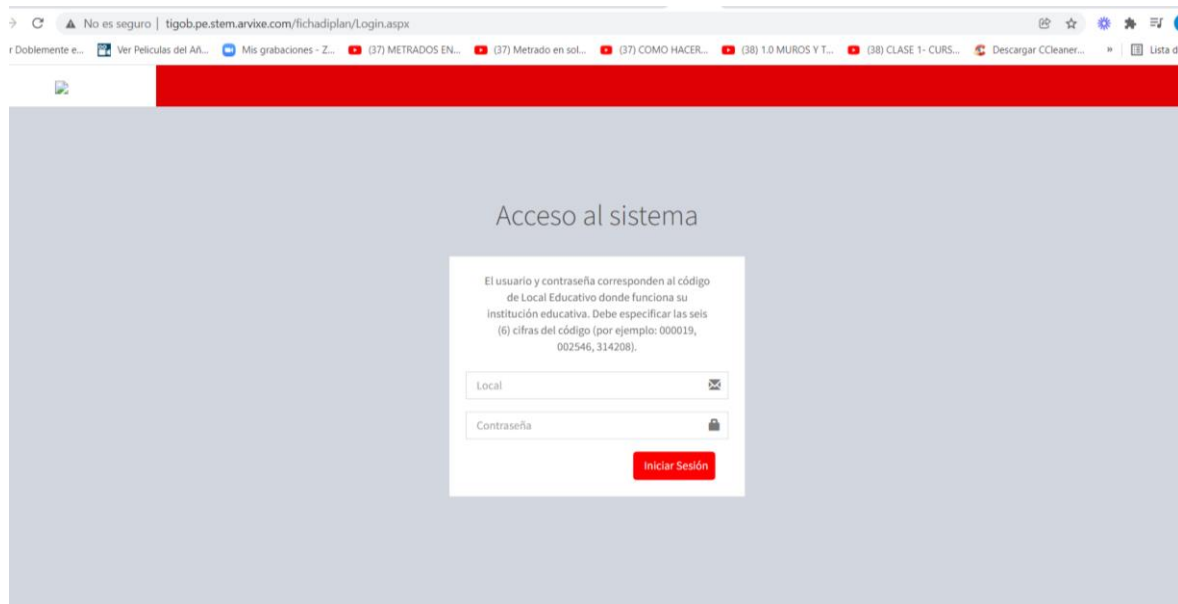 No es seguro | tigob.pe.stem.arvixe.com/fichadiplan/Login.aspx
r Doblemente e... Ver Peliculas del Añ... Mis grabaciones - Z... (37) METRADOS EN... (37) Metrado en sol... (37) COMO HACER... (38) 1.0 MUROS Y T... (38) CLASE 1- CURS... Descargar CCleaner... » Lista d
Acceso al sistema
El usuario y contraseña corresponden al código
de Local Educativo donde funciona su
institución educativa. Debe especificar las seis
(6) cifras del código (por ejemplo: 000019,
002546, 314208).
Local
Contraseña
Iniciar Sesión